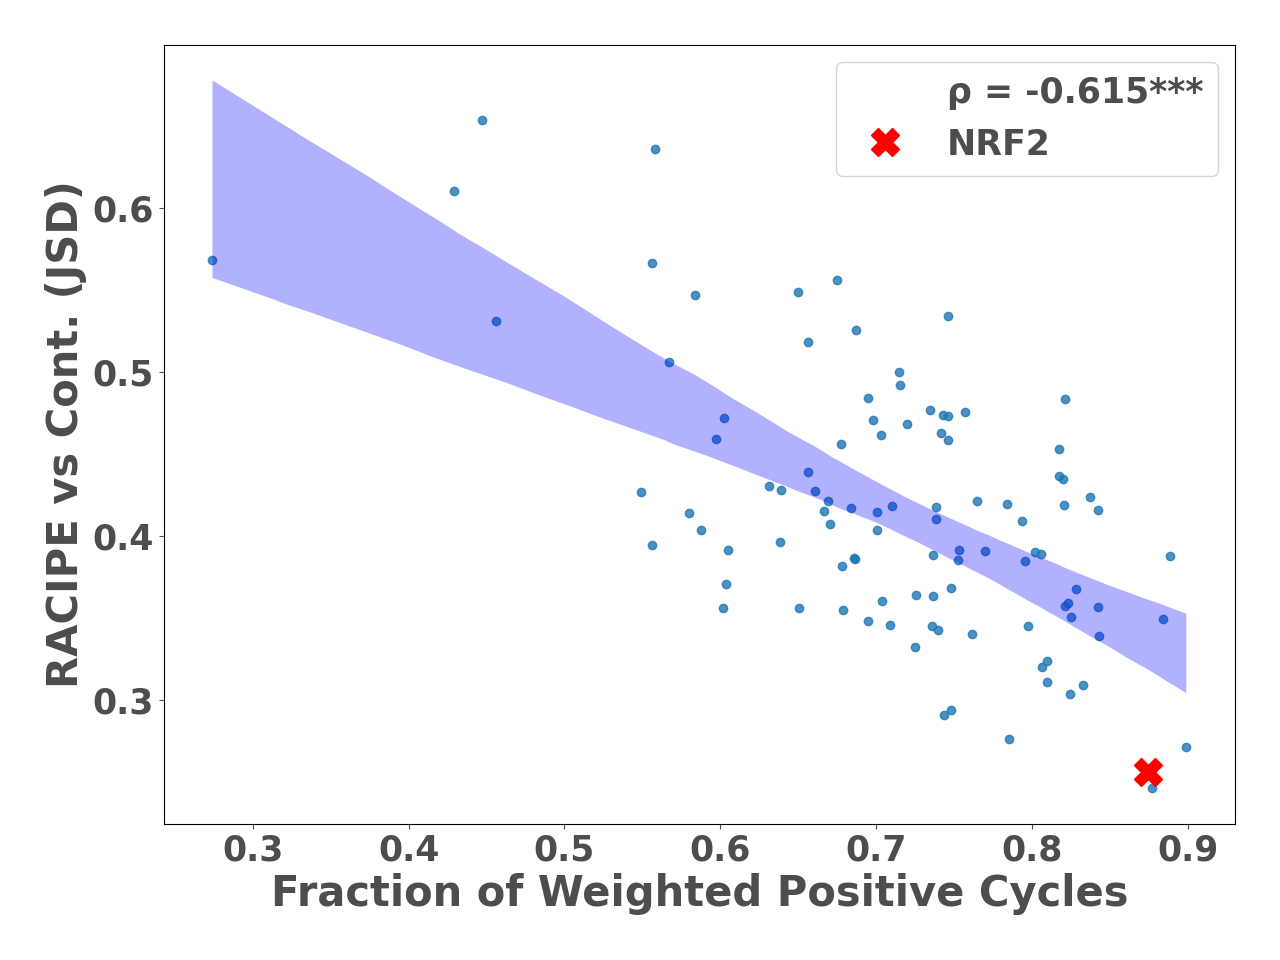 ρ = -0.615***
NRF2
RACIPE vs Cont. (JSD)
0.6
0.5
0.4
0.3
0.3 0.4 0.5 0.6 0.7 0.8 0.9
Fraction of Weighted Positive Cycles